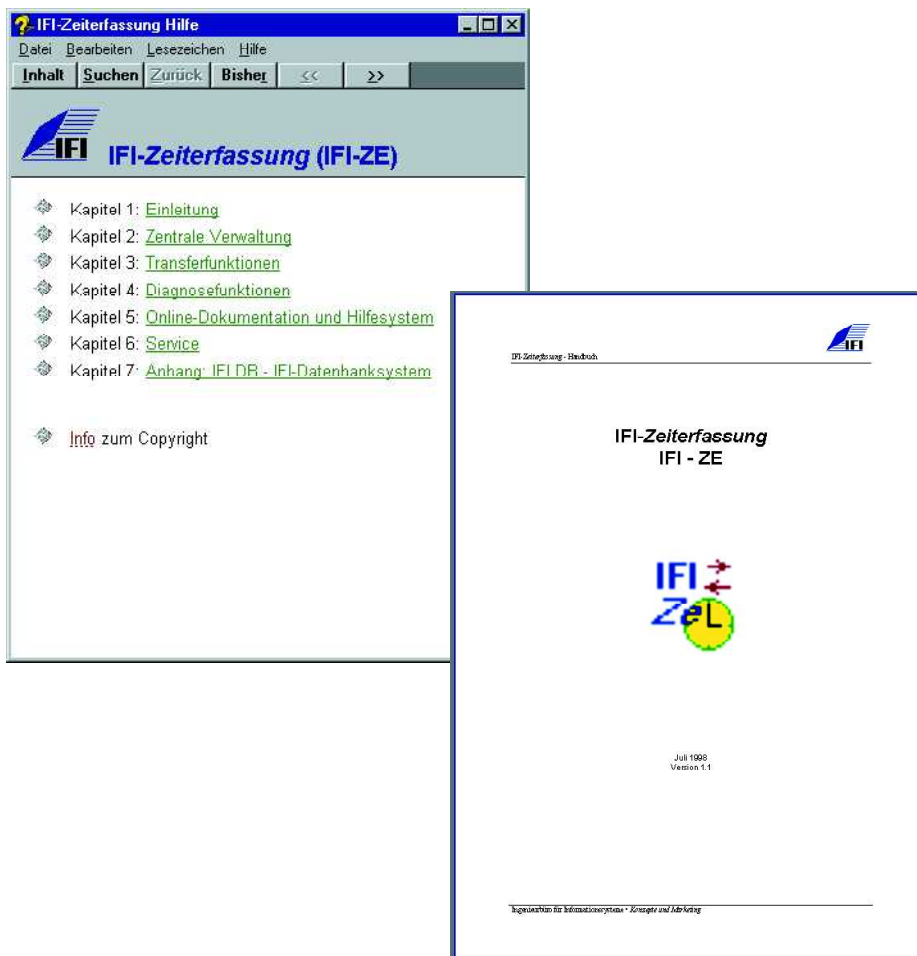 IFI-Zeiterfassung Hilfe
Datei Bearbeiten Lesezeichen Hilfe
Inhalt Suchen Zurück Bisher << >>
IFI
IFI-Zeiterfassung (IFI-ZE)
Kapitel 1: Einleitung
Kapitel 2: Zentrale Verwaltung
Kapitel 3: Transferfunktionen
Kapitel 4: Diagnosefunktionen
Kapitel 5: Online-Dokumentation und Hilfesystem
Kapitel 6: Service
Kapitel 7: Anhang: IFI DB - IFI-Datenbanksystem
Info zum Copyright
IFI
IFI-Zeiterfassung - Handbuch
IFI-Zeiterfassung
IFI - ZE
IFI
Ze
Juli 1998
Version 1.1
Ingenieurbüro für Informationssysteme • Konzepte und Marketing